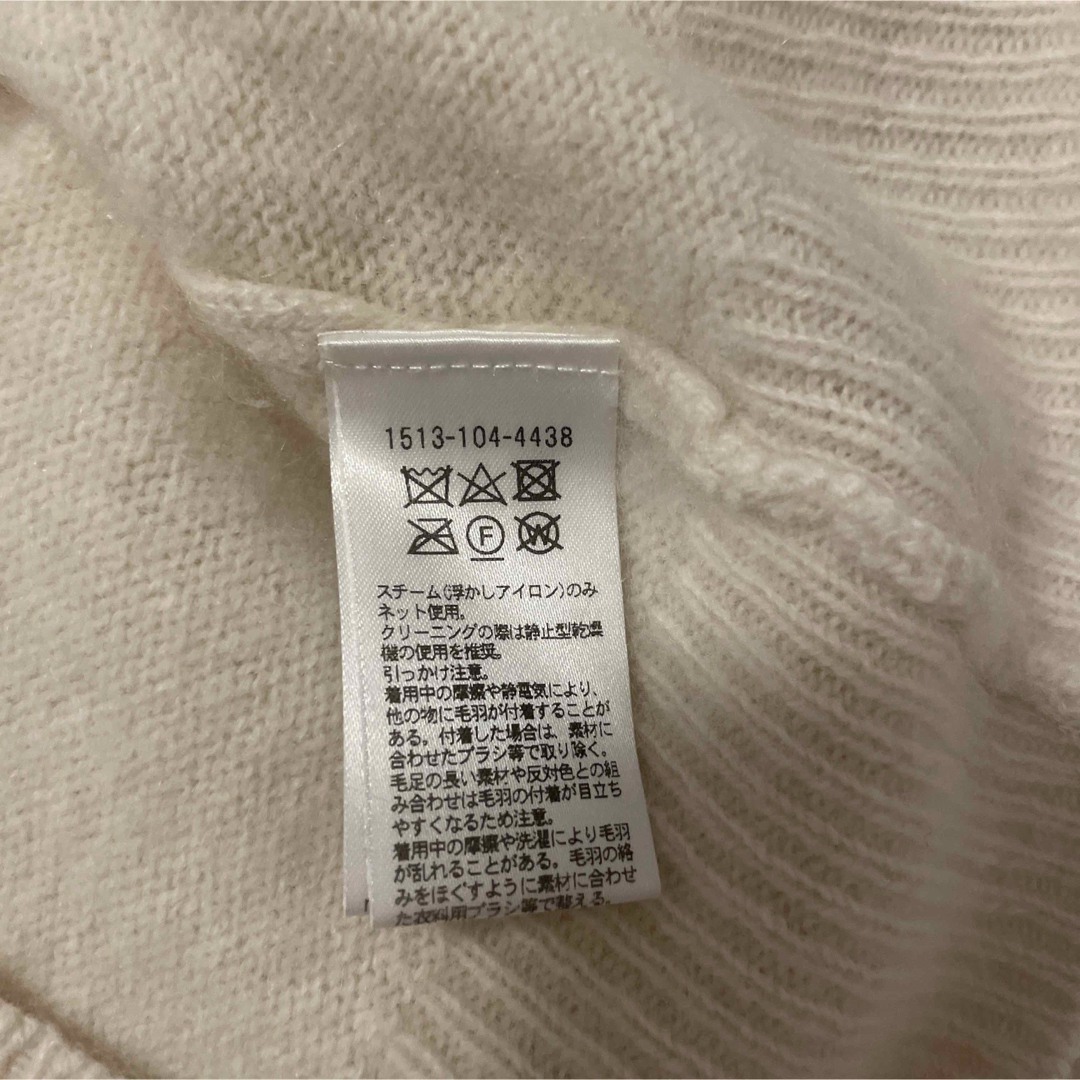 1513-104-4438
F
W
スチーム(浮かしアイロン)のみ
ネット使用。
クリーニングの際は静止型乾燥
機の使用を推奨。
引っかけ注意。
着用中の摩擦や静電気により、
他の物に毛羽が付着することが
ある。付着した場合は、素材に
合わせたブラシ等で取り除く。
毛足の長い素材や反対色との組
み合わせは毛羽の付着が目立ち
やすくなるため注意。
着用中の摩擦や洗濯により毛羽
が乱れることがある。毛羽の絡
みをほぐすように素材に合わせ
た衣料用ブラシ等で整える。